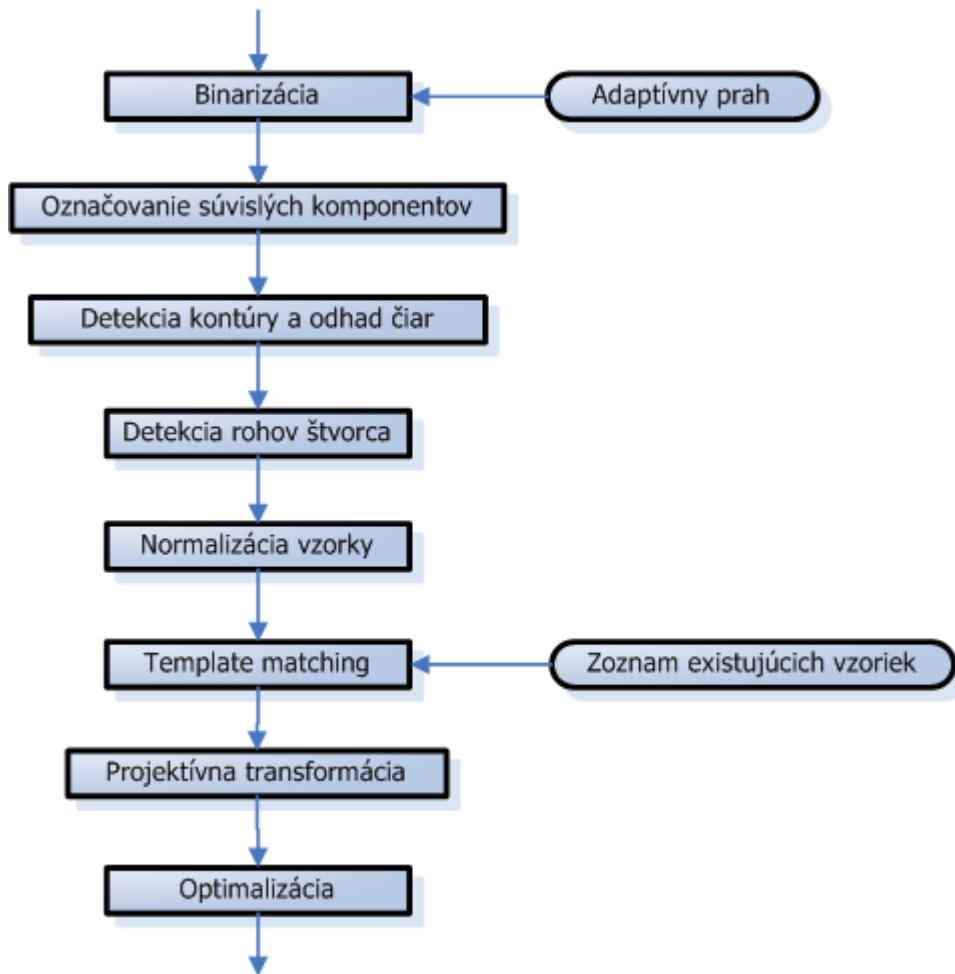 Binarizácia
Adaptívny prah
Označovanie súvislých komponentov
Detekcia kontúry a odhad čiar
Detekcia rohov štvorca
Normalizácia vzorky
Template matching
Zoznam existujúcich vzoriek
Projektívna transformácia
Optimalizácia